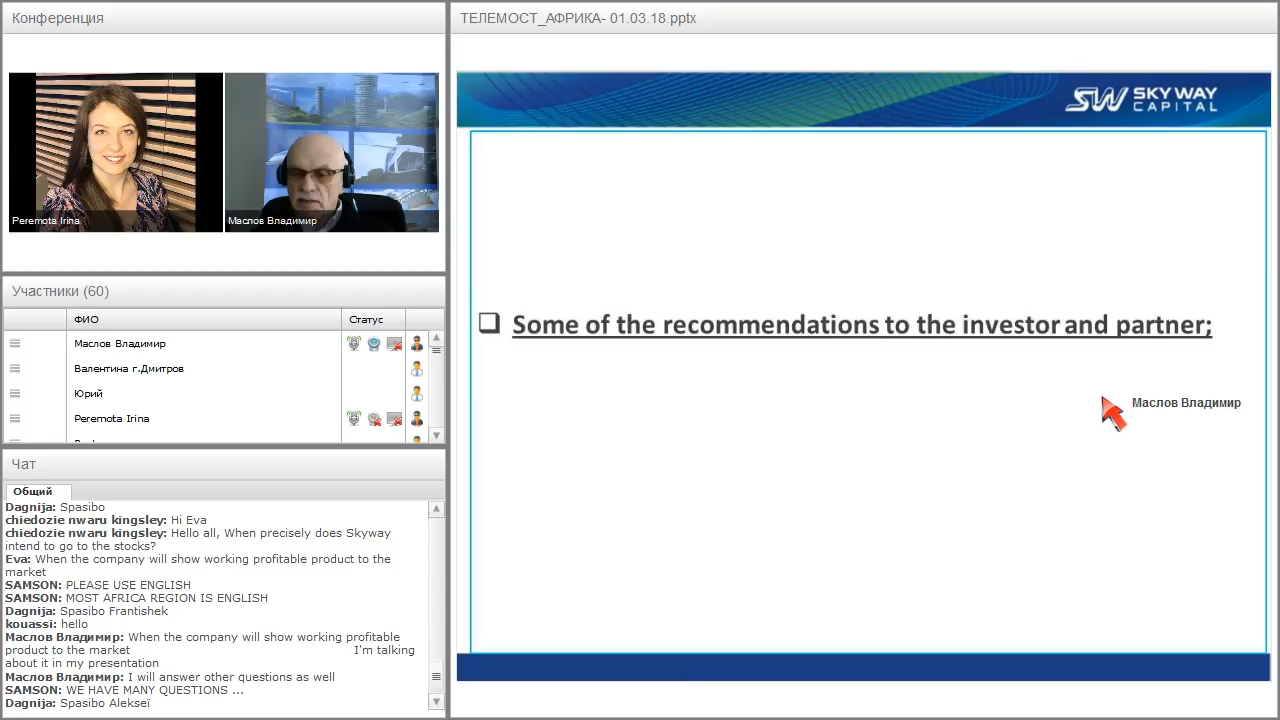 Конференция
Peremota Irina
Маслов Владимир
Участники (60)
ФИО
Статус
Маслов Владимир
Валентина г.Дмитров
Юрий
Peremota Irina
Чат
Общий
Dagnija: Spasibo
chiedozie nwaru kingsley: Hi Eva
chiedozie nwaru kingsley: Hello all, When precisely does Skyway
intend to go to the stocks?
Eva: When the company will show working profitable product to the
market
SAMSON: PLEASE USE ENGLISH
SAMSON: MOST AFRICA REGION IS ENGLISH
Dagnija: Spasibo Frantishek
kouassi: hello
Маслов Владимир: When the company will show working profitable
product to the market I'm talking
about it in my presentation
Маслов Владимир: I will answer other questions as well
SAMSON: WE HAVE MANY QUESTIONS ...
Dagnija: Spasibo Alekseï
ТЕЛЕМОСТ_АФРИКА- 01.03.18.pptx
SW SKY WAY
CAPITAL
Some of the recommendations to the investor and partner;
Маслов Владимир